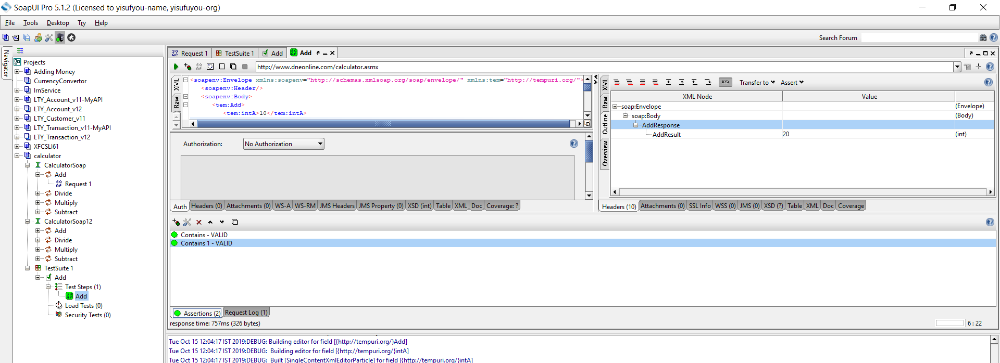 SoapUI Pro 5.1.2 (Licensed to yisufyou-name, yisufuyou-org)
File Tools Desktop Try Help
Search Forum
Navigator
Projects
Adding Money
CurrencyConvertor
IrnService
LTY_Account_v11-MyAPI
LTY_Account_v12
LTY_Customer_v11
LTY_Transaction_v11-MyAPI
LTY_Transaction_v12
XFCSLI61
calculator
CalculatorSoap
Add
Request 1
Divide
Multiply
Subtract
CalculatorSoap12
Add
Divide
Multiply
Subtract
TestSuite 1
Add
Test Steps (1)
Add
Load Tests (0)
Security Tests (0)
Request 1 TestSuite 1 Add Add
http://www.dneonline.com/calculator.asmx
XML
Raw
<soapenv:Envelope xmlns:soapenv="http://schemas.xmlsoap.org/soap/envelope/" xmlns:tem="http://tempuri.org/">
<soapenv:Header/>
<soapenv:Body>
<tem:Add>
<tem:intA>10</tem:intA>
Authorization: No Authorization
Auth Headers (0) Attachments (0) WS-A WS-RM JMS Headers JMS Property (0) XSD (int) Table XML Doc Coverage: ?
XML
Raw
Outline
Overview
XS: Transfer to Assert
XML Node Value
soap:Envelope (Envelope)
soap:Body (Body)
AddResponse
AddResult 20 (int)
Headers (10) Attachments (0) SSL Info WSS (0) JMS (0) XSD (?) Table XML Doc Coverage
Contains - VALID
Contains 1 - VALID
Assertions (2) Request Log (1)
response time: 757ms (326 bytes) 6 : 22
Tue Oct 15 12:04:17 IST 2019:DEBUG: Building editor for field [{http://tempuri.org/}Add]
Tue Oct 15 12:04:17 IST 2019:DEBUG: Building editor for field [{http://tempuri.org/}intA]
Tue Oct 15 12:04:17 IST 2019:DEBUG: Built [SingleContentXmlEditorParticle] for field [{http://tempuri.org/}intA]